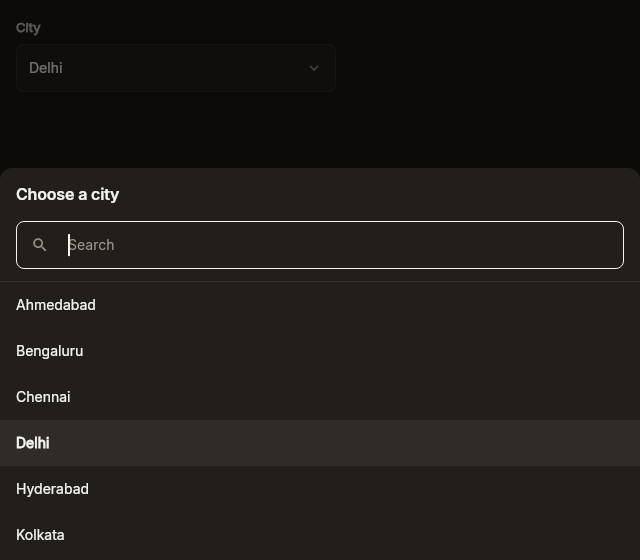 City
Delhi
Choose a city
Search
Ahmedabad
Bengaluru
Chennai
Delhi
Hyderabad
Kolkata